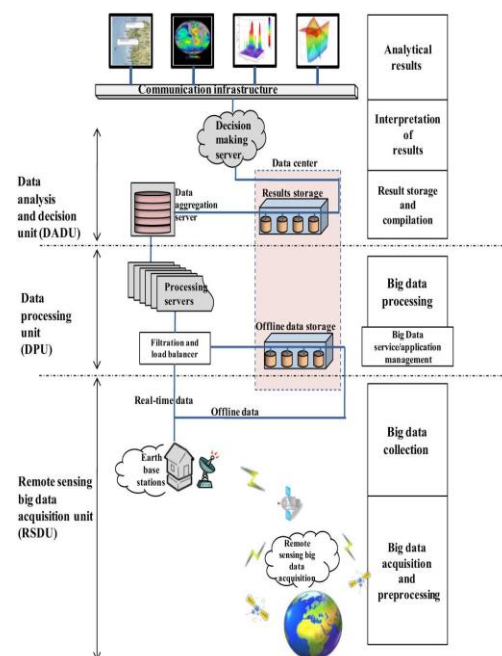 Communication infrastructure
Analytical
results
Decision
making
server
Interpretation
of
results
Data
analysis
and decision
unit (DADU)
Data
aggregation
server
Data center
Results storage
Result storage
and
compilation
Data
processing
unit
(DPU)
Processing
servers
Big data
processing
Filtration and
load balancer
Offline data storage
Big Data
service/application
management
Real-time data
Offline data
Remote sensing
big data
acquisition unit
(RSDU)
Earth
base
stations
Big data
collection
Remote
sensing big
data
acquisition
Big data
acquisition
and
preprocessing